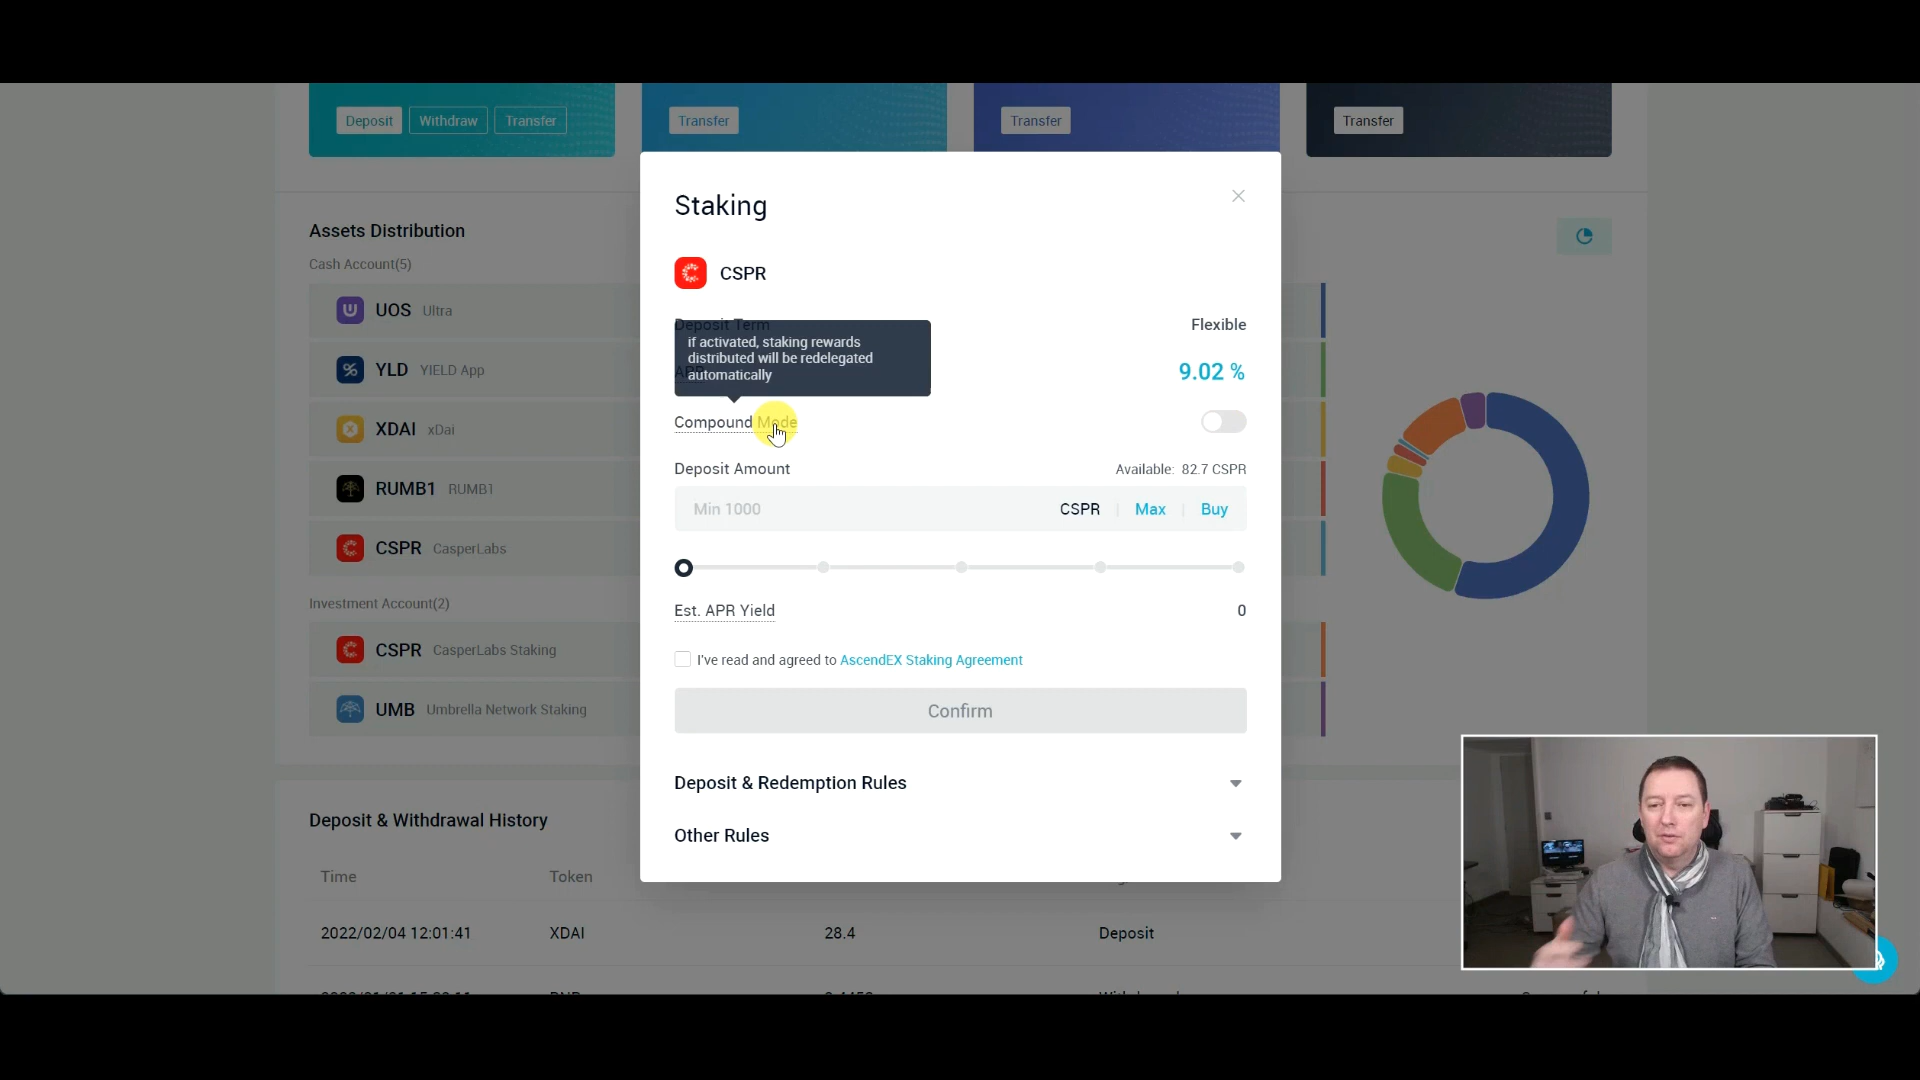 Deposit
Withdraw
Transfer
Transfer
Transfer
Transfer
Assets Distribution
Cash Account(5)
UOS Ultra
YLD YIELD App
XDAI xDai
RUMB1 RUMB1
CSPR CasperLabs
Investment Account(2)
CSPR CasperLabs Staking
UMB Umbrella Network Staking
Staking
CSPR
Deposit Term
Flexible
if activated, staking rewards
distributed will be redelegated
automatically
APR
9.02 %
Compound Mode
Deposit Amount
Available: 82.7 CSPR
Min 1000
CSPR
Max
Buy
Est. APR Yield
0
I've read and agreed to AscendEX Staking Agreement
Confirm
Deposit & Redemption Rules
Other Rules
Deposit & Withdrawal History
Time
Token
2022/02/04 12:01:41
XDAI
28.4
Deposit